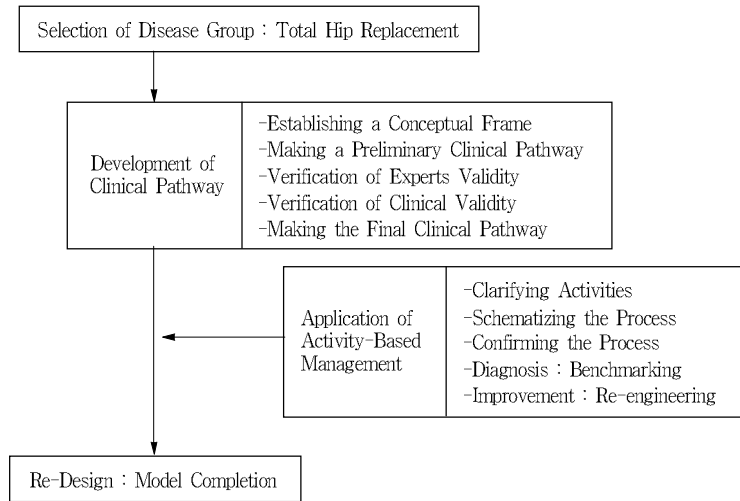 Selection of Disease Group : Total Hip Replacement
Development of
Clinical Pathway
-Establishing a Conceptual Frame
-Making a Preliminary Clinical Pathway
-Verification of Experts Validity
-Verification of Clinical Validity
-Making the Final Clinical Pathway
Application of
Activity-Based
Management
-Clarifying Activities
-Schematizing the Process
-Confirming the Process
-Diagnosis : Benchmarking
-Improvement : Re-engineering
Re-Design : Model Completion